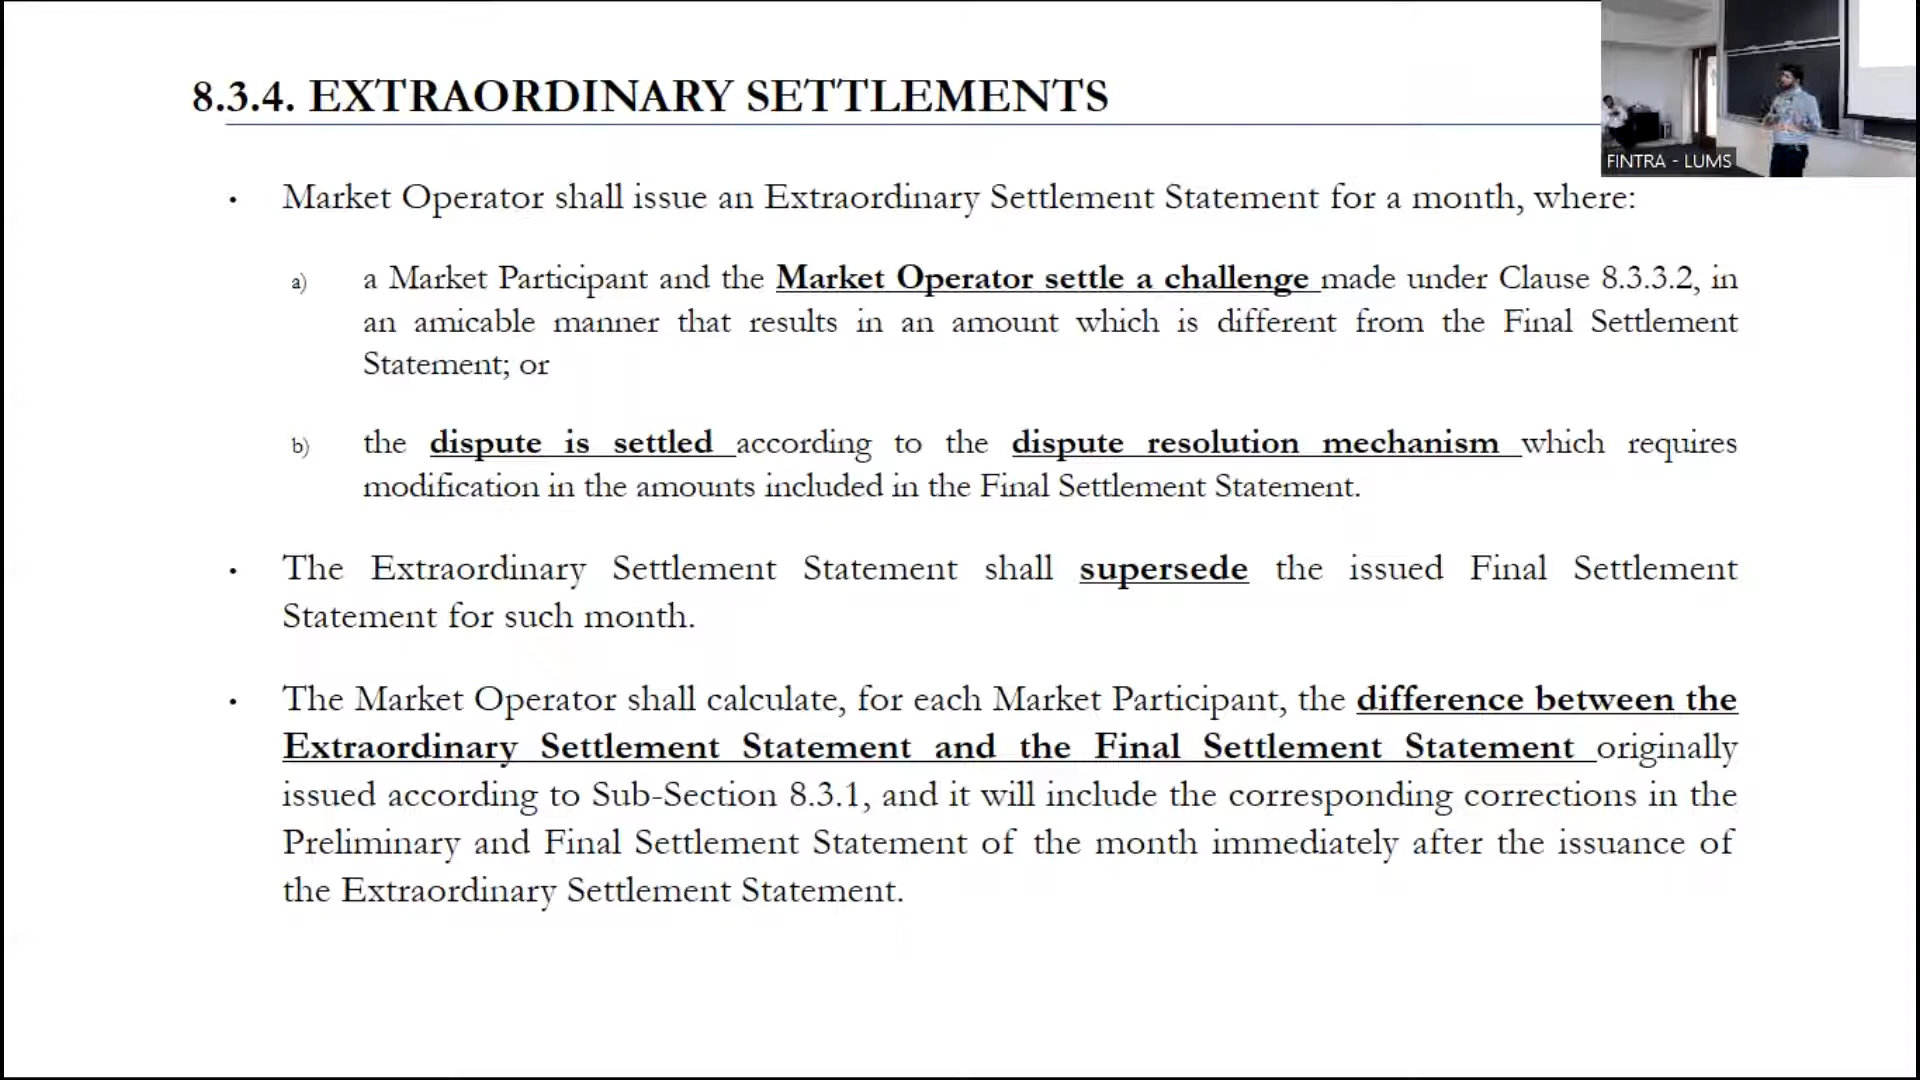 8.3.4. EXTRAORDINARY SETTLEMENTS
FINTRA - LUMS
• Market Operator shall issue an Extraordinary Settlement Statement for a month, where:
a) a Market Participant and the Market Operator settle a challenge made under Clause 8.3.3.2, in
an amicable manner that results in an amount which is different from the Final Settlement
Statement; or
b) the dispute is settled according to the dispute resolution mechanism which requires
modification in the amounts included in the Final Settlement Statement.
• The Extraordinary Settlement Statement shall supersede the issued Final Settlement
Statement for such month.
• The Market Operator shall calculate, for each Market Participant, the difference between the
Extraordinary Settlement Statement and the Final Settlement Statement originally
issued according to Sub-Section 8.3.1, and it will include the corresponding corrections in the
Preliminary and Final Settlement Statement of the month immediately after the issuance of
the Extraordinary Settlement Statement.